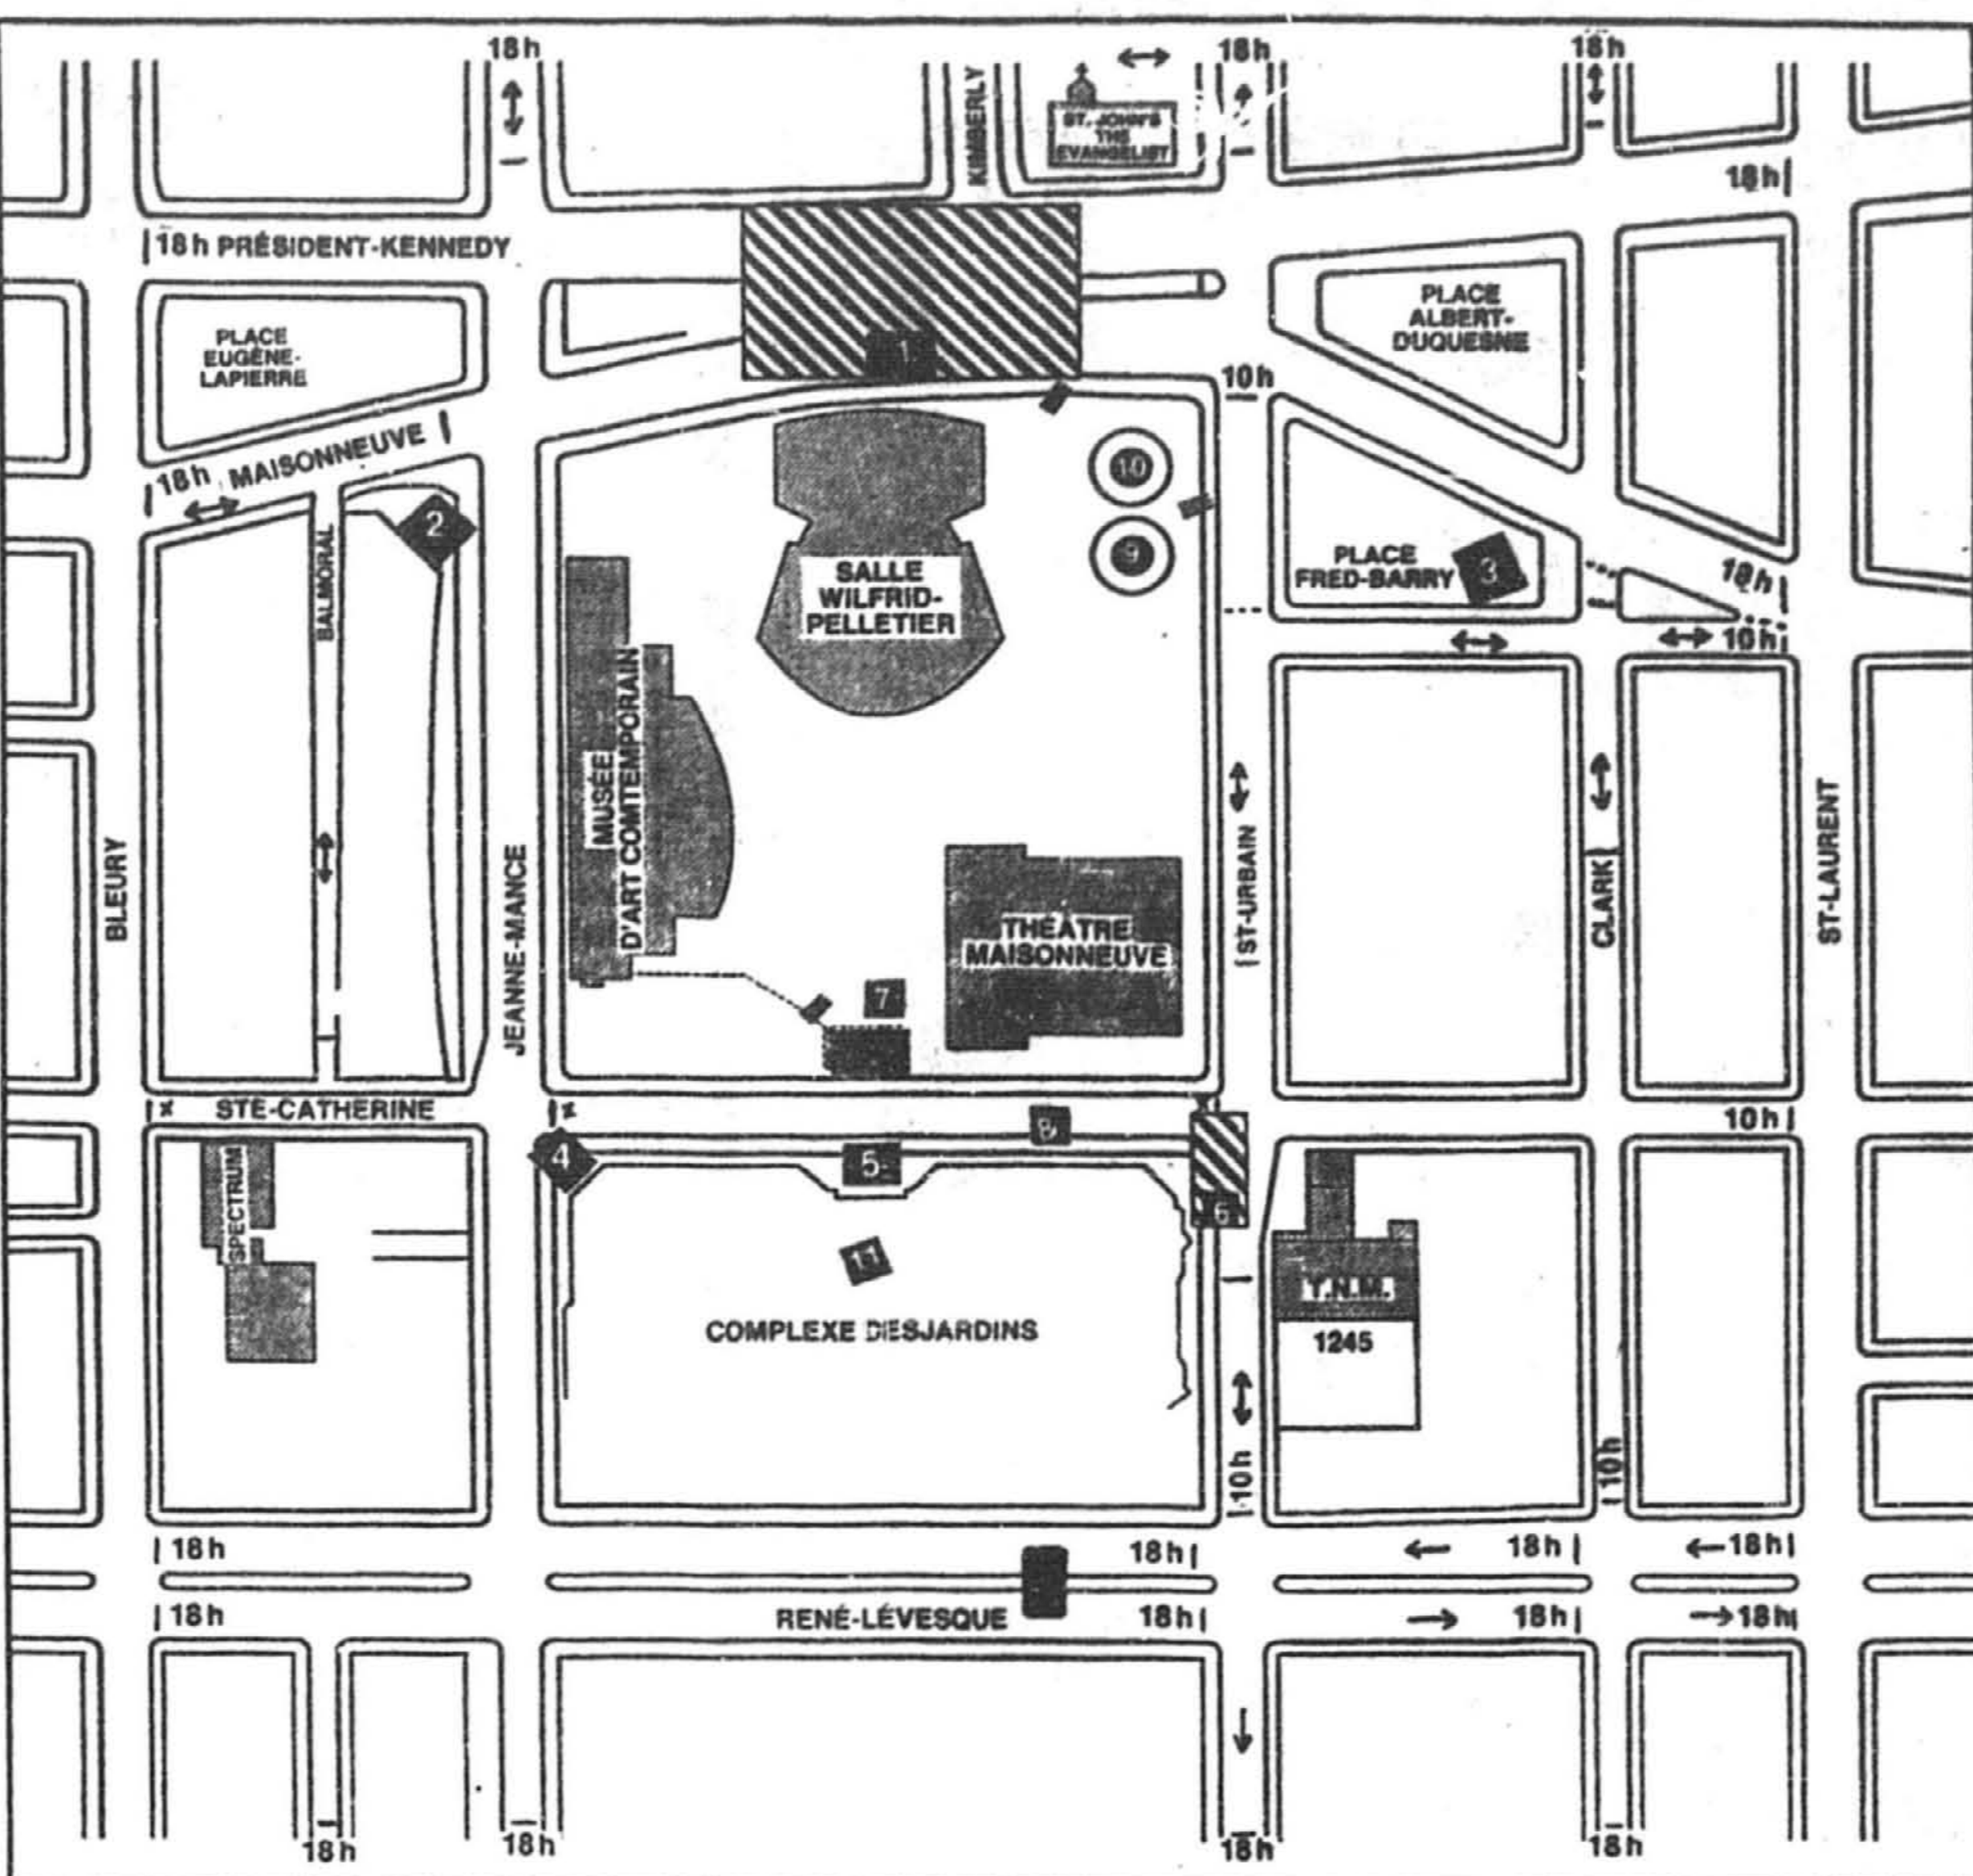 18h
18h
18h
KIMBERLY
ST. JOHN'S
THE
EVANGELIST
18h
18h PRÉSIDENT-KENNEDY
PLACE
EUGÈNE-
LAPIERRE
1
PLACE
ALBERT-
DUQUESNE
10h
18h MAISONNEUVE
2
10
9
BALMORAL
SALLE
WILFRID-
PELLETIER
PLACE
FRED-BARRY
3
18h
10h
MUSÉE
D'ART COMTEMPORAIN
BLEURY
JEANNE-MANCE
7
THÉÂTRE
MAISONNEUVE
ST-URBAIN
CLARK
ST-LAURENT
STE-CATHERINE
8
10h
4
5
6
SPECTRUM
11
COMPLEXE DESJARDINS
T.N.M.
1245
10h
10h
18h
18h
18h
18h
18h
RENÉ-LÉVESQUE
18h
18h
18h
18h
18h
18h
18h